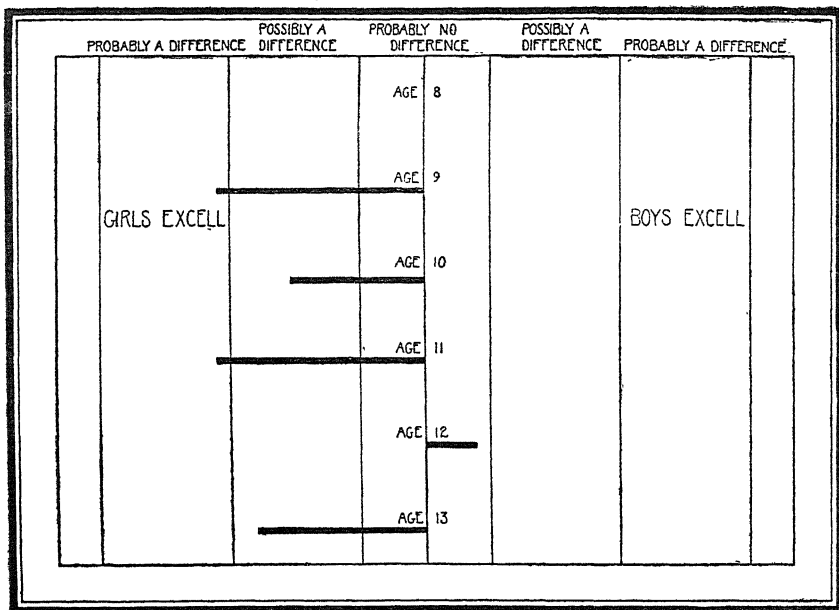 PROBABLY A DIFFERENCE
POSSIBLY A
DIFFERENCE
PROBABLY NO
DIFFERENCE
POSSIBLY A
DIFFERENCE
PROBABLY A DIFFERENCE
AGE 8
AGE 9
GIRLS EXCELL
BOYS EXCELL
AGE 10
AGE 11
AGE 12
AGE 13